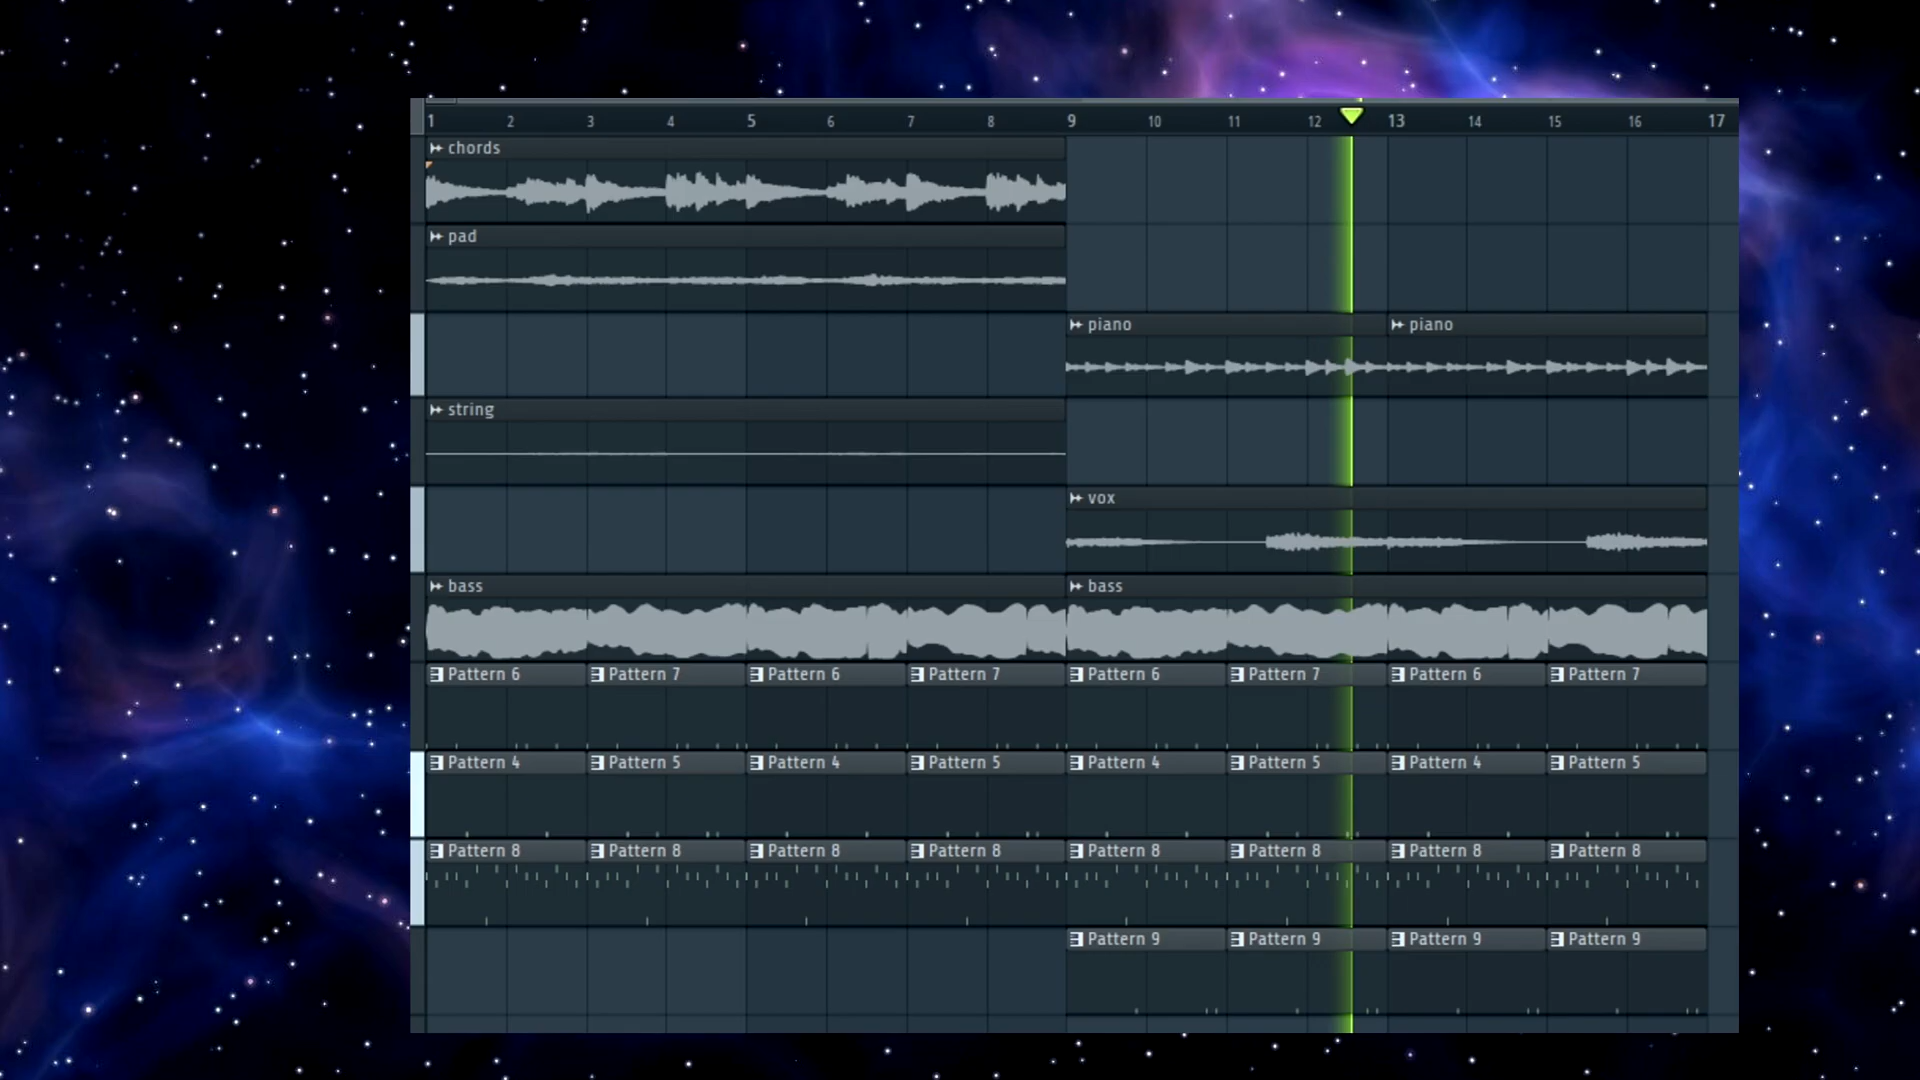 1 2 3 4 5 6 7 8 9 10 11 12 13 14 15 16 17
chords
pad
piano piano
string
vox
bass bass
Pattern 6 Pattern 7 Pattern 6 Pattern 7 Pattern 6 Pattern 7 Pattern 6 Pattern 7
Pattern 4 Pattern 5 Pattern 4 Pattern 5 Pattern 4 Pattern 5 Pattern 4 Pattern 5
Pattern 8 Pattern 8 Pattern 8 Pattern 8 Pattern 8 Pattern 8 Pattern 8 Pattern 8
Pattern 9 Pattern 9 Pattern 9 Pattern 9